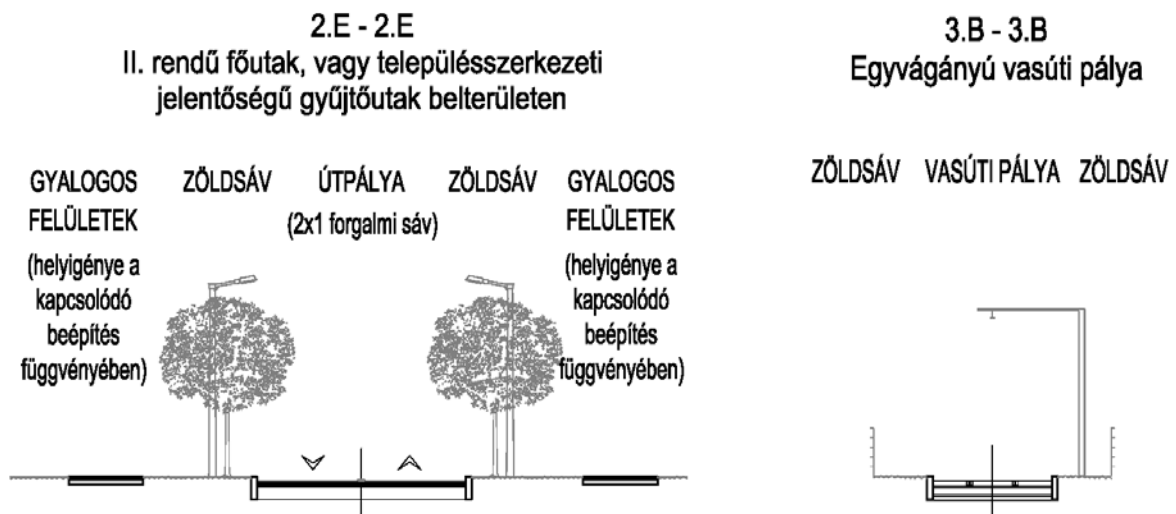 2.E - 2.E
II. rendű főutak, vagy településszerkezeti
jelentőségű gyűjtőutak belterületen
GYALOGOS
FELÜLETEK
(helyigénye a
kapcsolódó
beépítés
függvényében)
ZÖLDSÁV
ÚTPÁLYA
(2x1 forgalmi sáv)
ZÖLDSÁV
GYALOGOS
FELÜLETEK
(helyigénye a
kapcsolódó
beépítés
függvényében)
3.B - 3.B
Egyvágányú vasúti pálya
ZÖLDSÁV
VASÚTI PÁLYA
ZÖLDSÁV